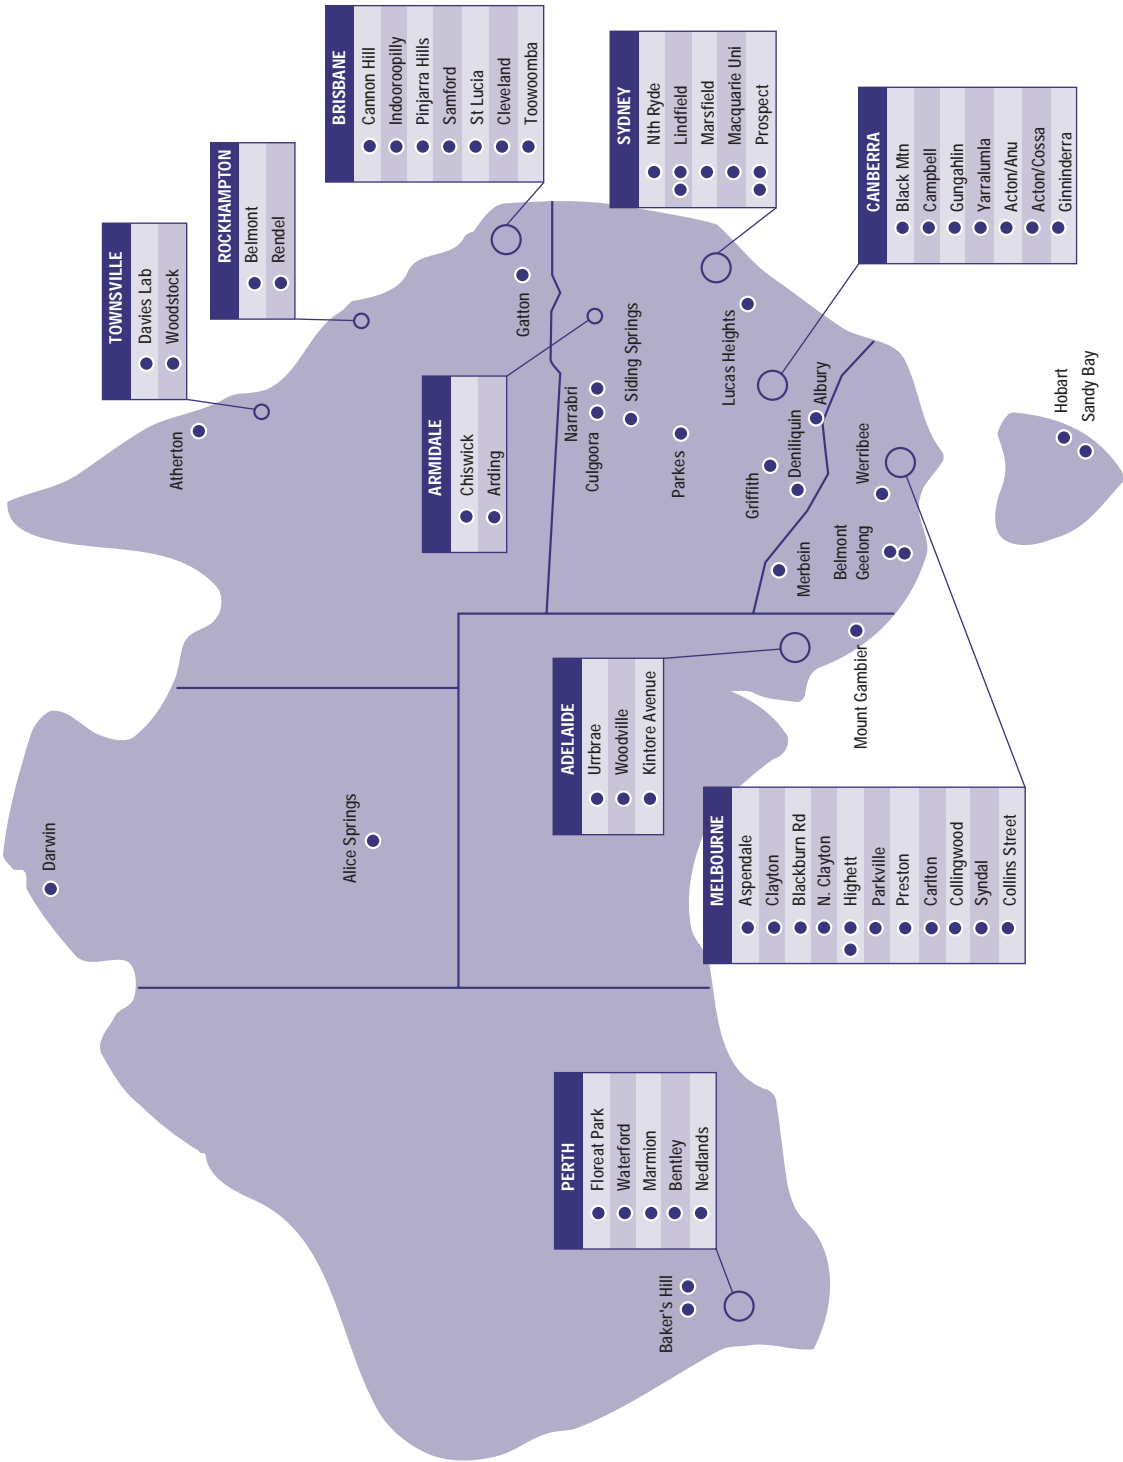 Darwin
Alice Springs
Atherton
TOWNSVILLE
Davies Lab
Woodstock
ROCKHAMPTON
Belmont
Rendel
BRISBANE
Cannon Hill
Indooroopilly
Pinjarra Hills
Samford
St Lucia
Cleveland
Toowoomba
Gatton
ARMIDALE
Chiswick
Arding
Narrabri
Culgoora
Siding Springs
Parkes
SYDNEY
Nth Ryde
Lindfield
Marsfield
Macquarie Uni
Prospect
Lucas Heights
CANBERRA
Black Mtn
Campbell
Gungahlin
Yarralumla
Acton/Anu
Acton/Cossa
Ginninderra
Griffith
Deniliquin
Albury
Merbein
Belmont
Geelong
Werribee
PERTH
Floreat Park
Waterford
Marmion
Bentley
Nedlands
Baker's Hill
ADELAIDE
Urrbrae
Woodville
Kintore Avenue
Mount Gambier
MELBOURNE
Aspendale
Clayton
Blackburn Rd
N. Clayton
Highett
Parkville
Preston
Carlton
Collingwood
Syndal
Collins Street
Hobart
Sandy Bay